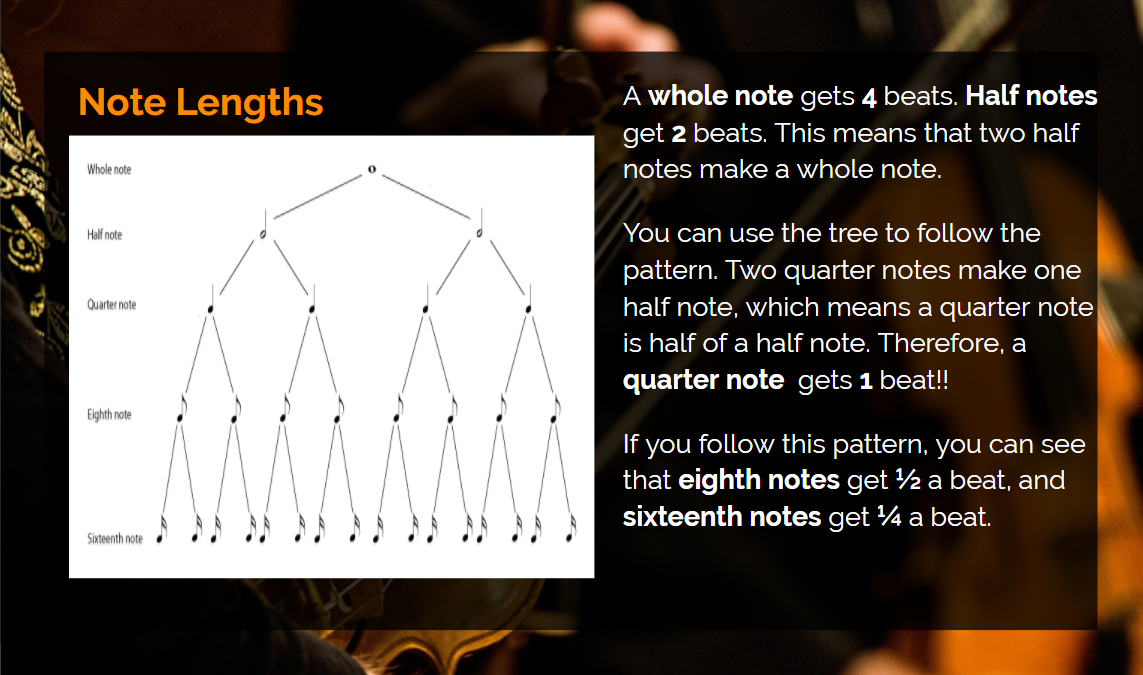 Note Lengths
Whole note
Half note
Quarter note
Eighth note
Sixteenth note
A whole note gets 4 beats. Half notes
get 2 beats. This means that two half
notes make a whole note.
You can use the tree to follow the
pattern. Two quarter notes make one
half note, which means a quarter note
is half of a half note. Therefore, a
quarter note  gets 1 beat!!
If you follow this pattern, you can see
that eighth notes get ½ a beat, and
sixteenth notes get ¼ a beat.